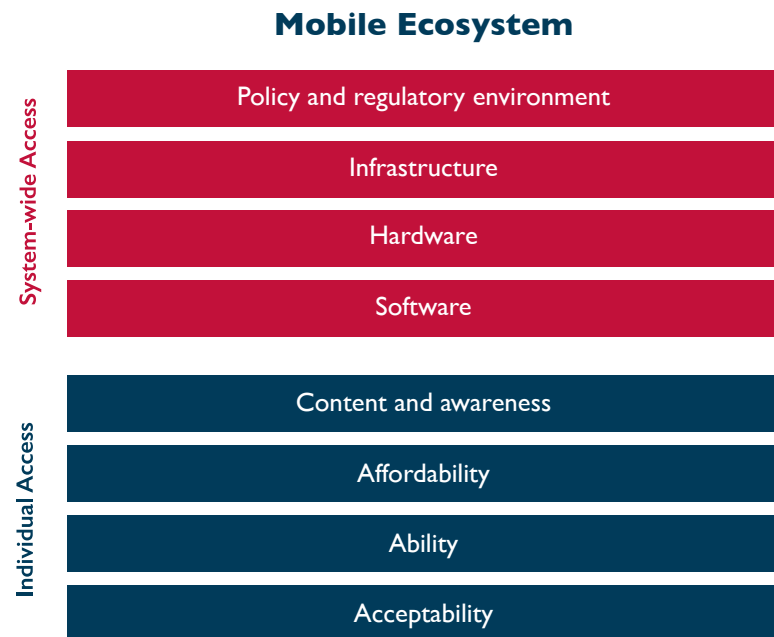 Mobile Ecosystem
System-wide Access
Policy and regulatory environment
Infrastructure
Hardware
Software
Individual Access
Content and awareness
Affordability
Ability
Acceptability